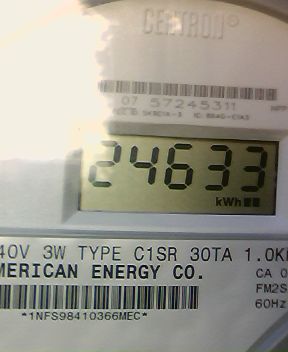 CENTRON®
07 57245311
24633
kWh
40V 3W TYPE C1SR 30TA 1.0K
MERICAN ENERGY CO.
CA 0
FM2S
60Hz
*1NFS98410366MEC*